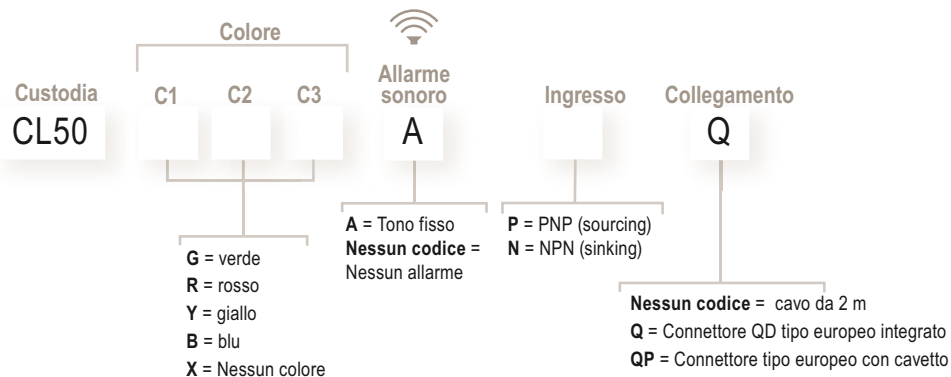 Colore
Custodia
C1
C2
C3
Allarme
sonoro
Ingresso
Collegamento
CL50
A
Q
G = verde
R = rosso
Y = giallo
B = blu
X = Nessun colore
A = Tono fisso
Nessun codice =
Nessun allarme
P = PNP (sourcing)
N = NPN (sinking)
Nessun codice = cavo da 2 m
Q = Connettore QD tipo europeo integrato
QP = Connettore tipo europeo con cavetto